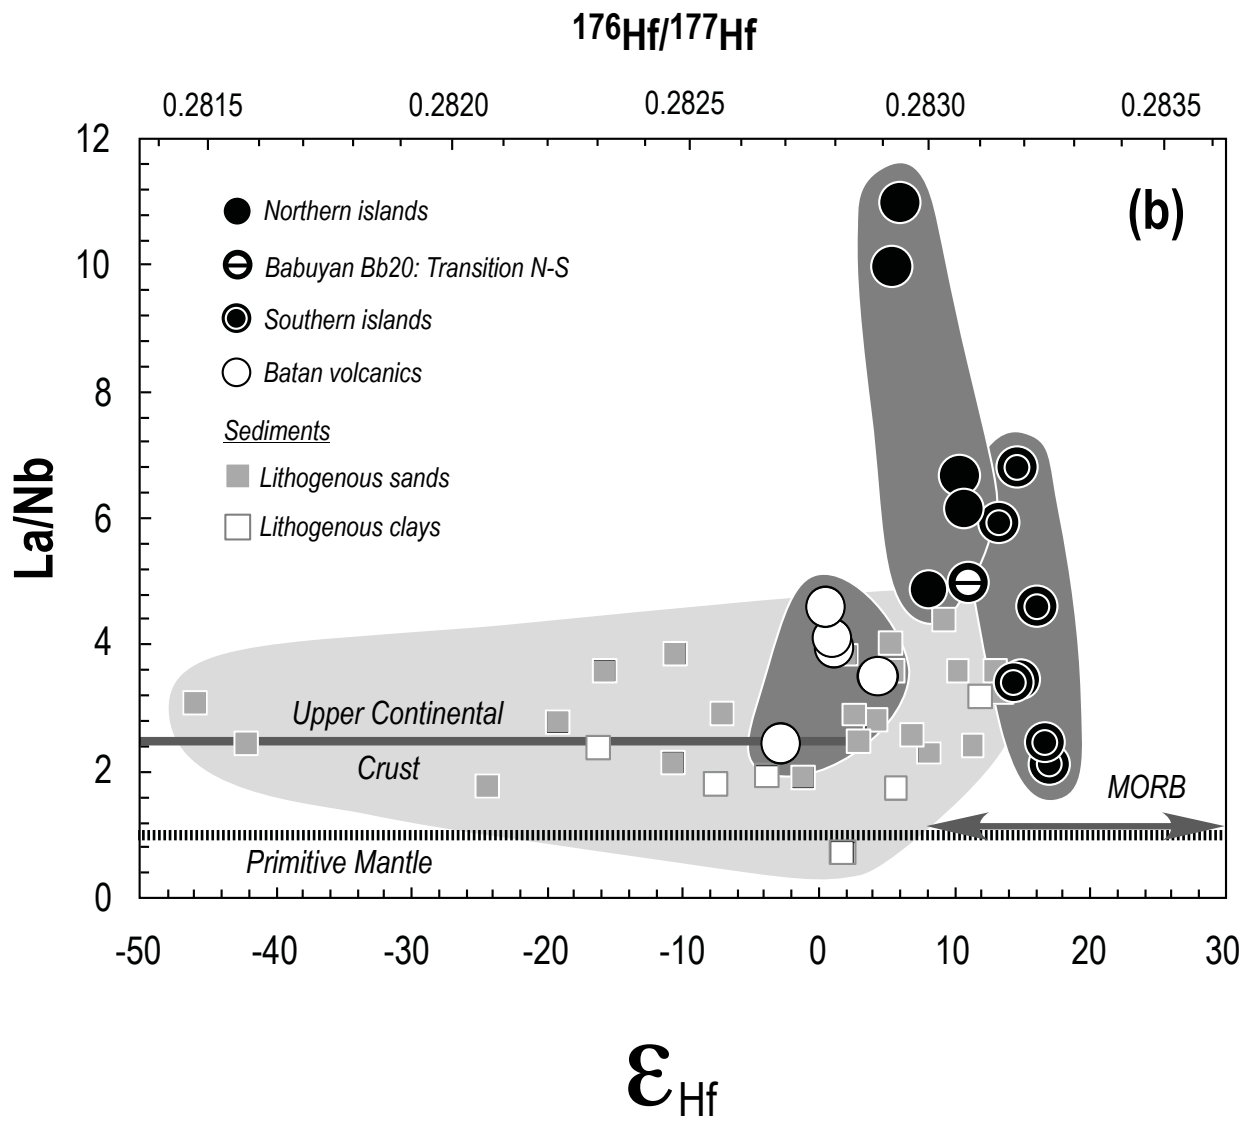 ¹⁷⁶Hf/¹⁷⁷Hf
0.2815 0.2820 0.2825 0.2830 0.2835
12
(b)
Northern islands
10
Babuyan Bb20: Transition N-S
Southern islands
Batan volcanics
8
Sediments
Lithogenous sands
Lithogenous clays
La/Nb
6
4
Upper Continental
Crust
2
MORB
Primitive Mantle
0
-50 -40 -30 -20 -10 0 10 20 30
εHf